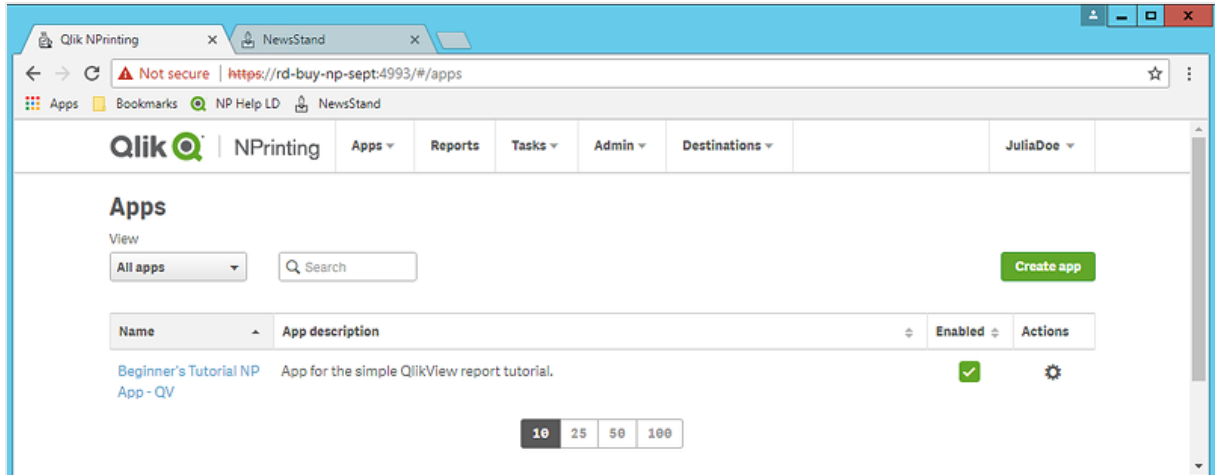 Qlik NPrinting NewsStand
Not secure https://rd-buy-np-sept:4993/#/apps
Apps Bookmarks NP Help LD NewsStand
Qlik NPrinting Apps Reports Tasks Admin Destinations JuliaDoe
Apps
View
All apps Search Create app
Name App description Enabled Actions
Beginner's Tutorial NP App for the simple QlikView report tutorial.
App - QV
10 25 50 100